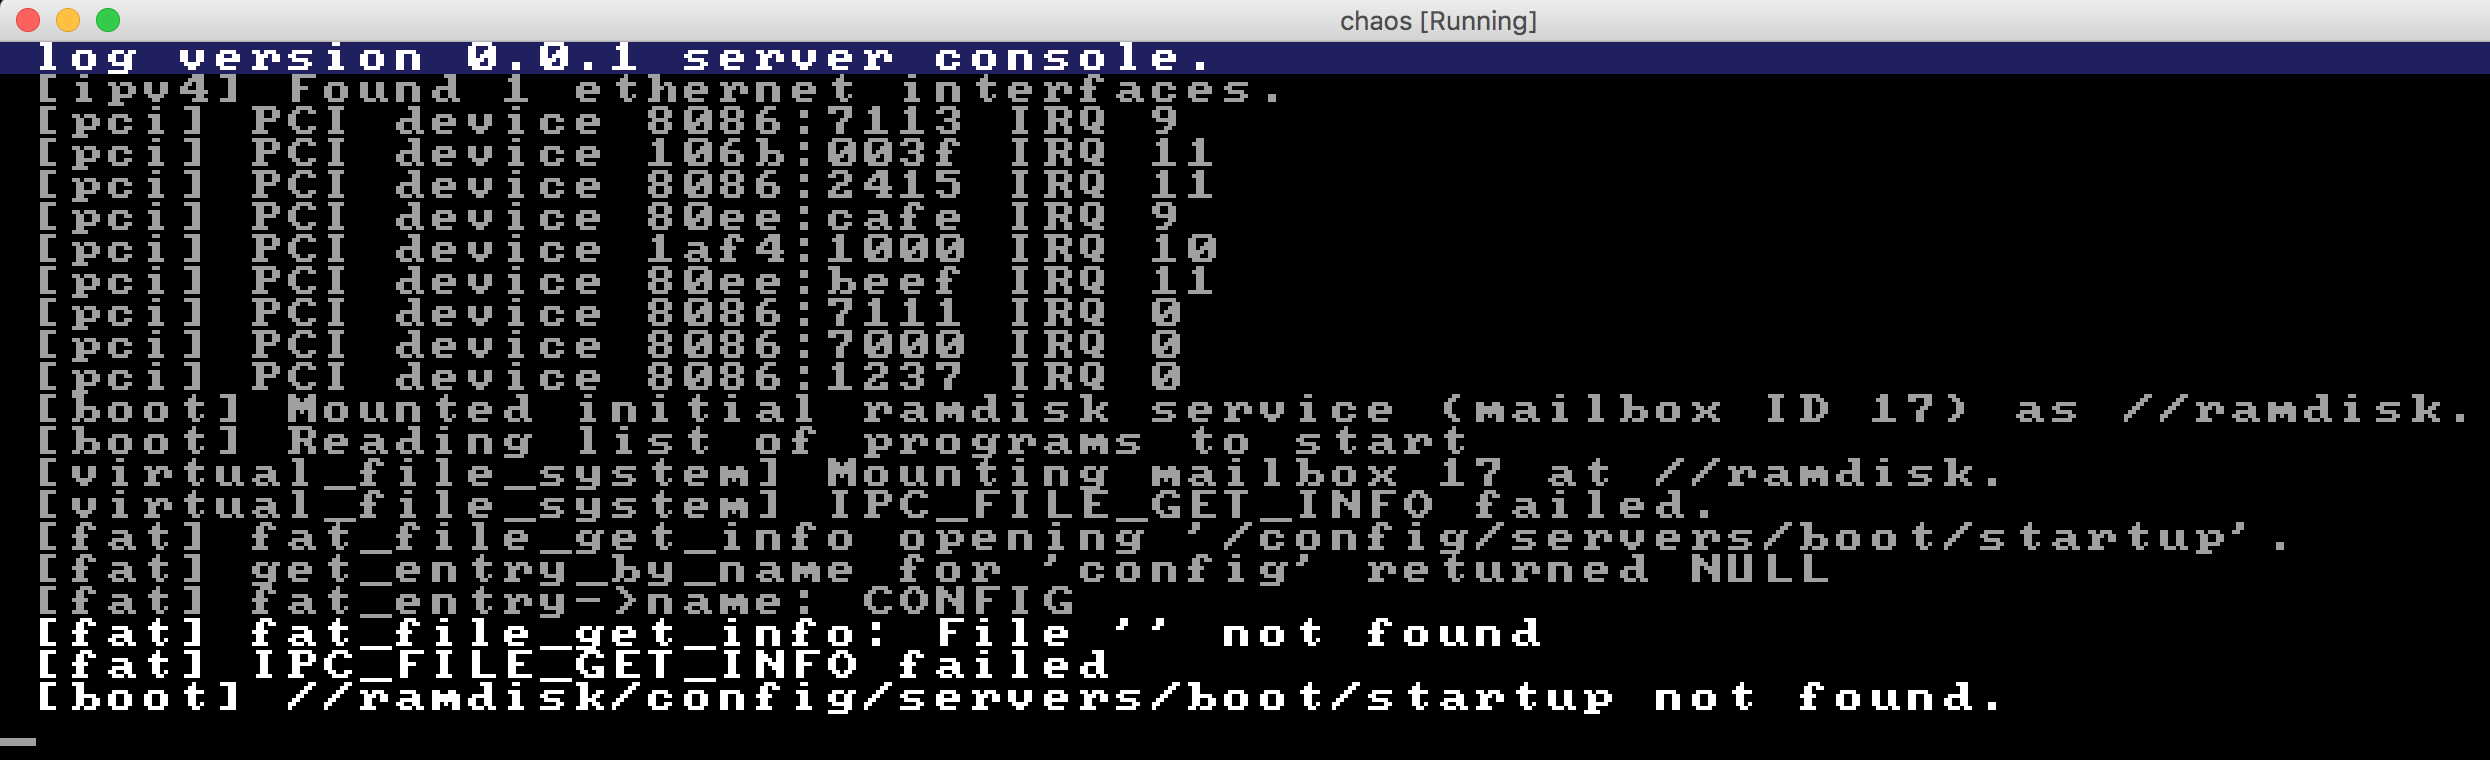 chaos [Running]
log version 0.0.1 server console.
[ipv4] Found 1 ethernet interfaces.
[pci] PCI device 8086:7113 IRQ 9
[pci] PCI device 106b:003f IRQ 11
[pci] PCI device 8086:2415 IRQ 11
[pci] PCI device 80ee:cafe IRQ 9
[pci] PCI device 1af4:1000 IRQ 10
[pci] PCI device 80ee:beef IRQ 11
[pci] PCI device 8086:7111 IRQ 0
[pci] PCI device 8086:7000 IRQ 0
[pci] PCI device 8086:1237 IRQ 0
[boot] Mounted initial ramdisk service (mailbox ID 17) as //ramdisk.
[boot] Reading list of programs to start
[virtual_file_system] Mounting mailbox 17 at //ramdisk.
[virtual_file_system] IPC_FILE_GET_INFO failed.
[fat] fat_file_get_info opening '/config/servers/boot/startup'.
[fat] get_entry_by_name for 'config' returned NULL
[fat] fat_entry->name: CONFIG
[fat] fat_file_get_info: File '' not found
[fat] IPC_FILE_GET_INFO failed
[boot] //ramdisk/config/servers/boot/startup not found.